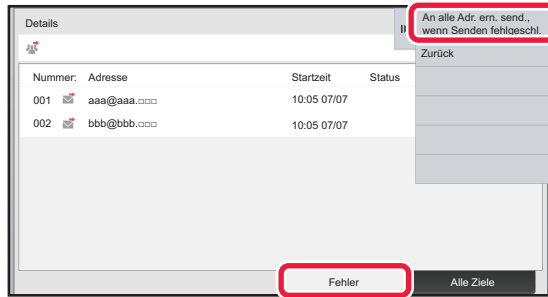 Details
An alle Adr. ern. send.,
wenn Senden fehlgeschl.
Zurück
Nummer: Adresse Startzeit Status
001 aaa@aaa.□□□ 10:05 07/07
002 bbb@bbb.□□□ 10:05 07/07
Fehler Alle Ziele